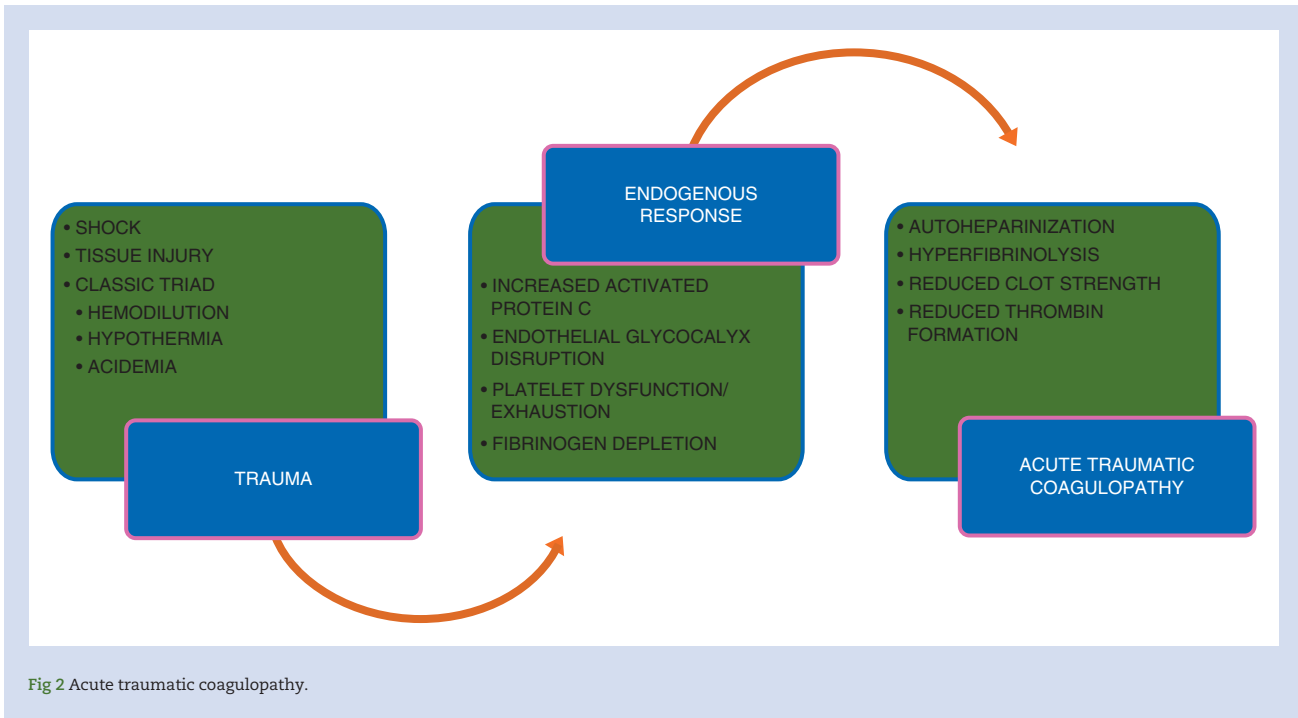 • SHOCK
• TISSUE INJURY
• CLASSIC TRIAD
• HEMODILUTION
• HYPOTHERMIA
• ACIDEMIA
TRAUMA
ENDOGENOUS
RESPONSE
• INCREASED ACTIVATED
PROTEIN C
• ENDOTHELIAL GLYCOCALYX
DISRUPTION
• PLATELET DYSFUNCTION/
EXHAUSTION
• FIBRINOGEN DEPLETION
• AUTOHEPARINIZATION
• HYPERFIBRINOLYSIS
• REDUCED CLOT STRENGTH
• REDUCED THROMBIN
FORMATION
ACUTE TRAUMATIC
COAGULOPATHY
Fig 2 Acute traumatic coagulopathy.